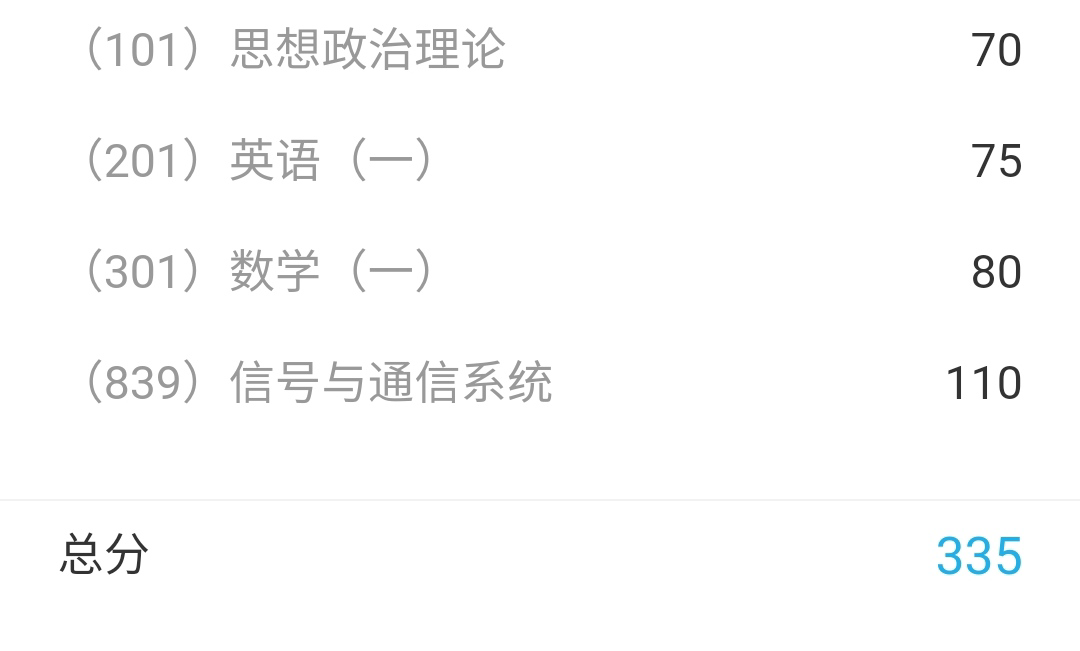 （101）思想政治理论 70
（201）英语（一） 75
（301）数学（一） 80
（839）信号与通信系统 110
总分 335